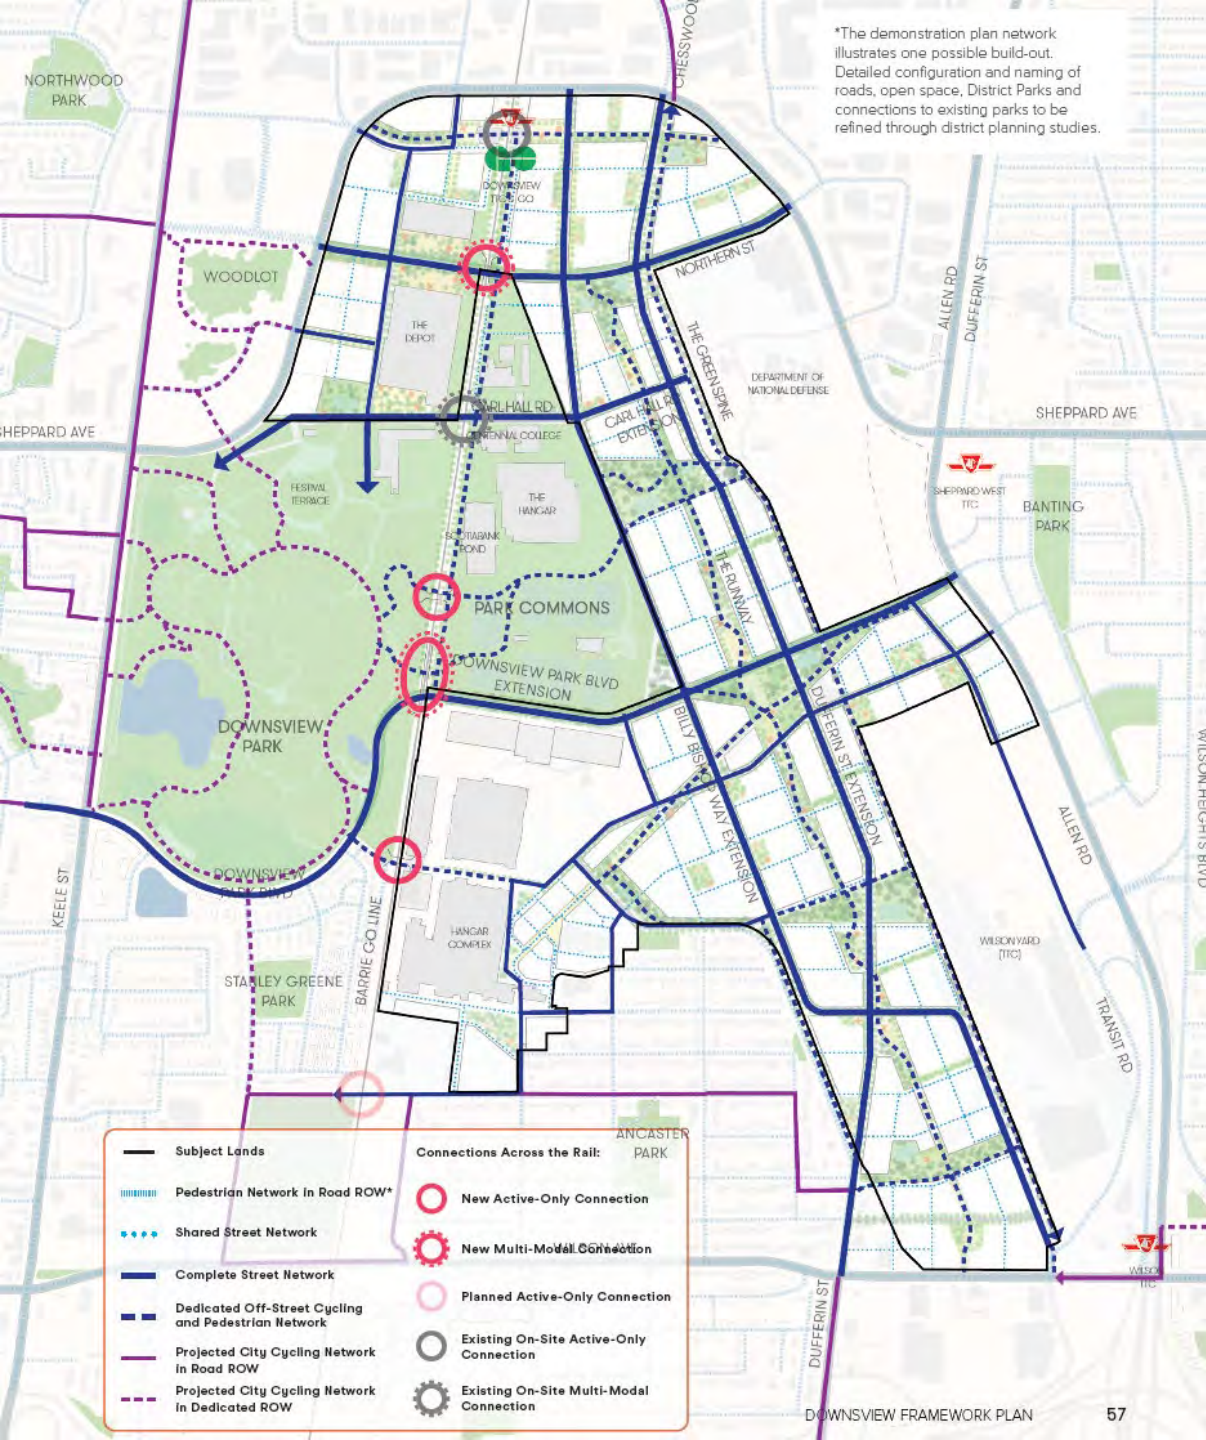 *The demonstration plan network
illustrates one possible build-out.
Detailed configuration and naming of
roads, open space, District Parks and
connections to existing parks to be
refined through district planning studies.
CHESSWOOD
NORTHWOOD
PARK
DOWNSVIEW
TTC & GO
WOODLOT
NORTHERN ST
ALLEN RD
DUFFERIN ST
THE
DEPOT
THE GREEN SPINE
DEPARTMENT OF
NATIONAL DEFENSE
CARL HALL RD
CARL HALL RD
EXTENSION
SHEPPARD AVE
SHEPPARD AVE
CENTENNIAL COLLEGE
FESTIVAL
TERRACE
THE
HANGAR
SHEPPARD WEST
TTC
BANTING
PARK
SCOTIABANK
POND
THE RUNWAY
PARK COMMONS
DOWNSVIEW PARK BLVD
EXTENSION
DOWNSVIEW
PARK
BILLY BISHOP WAY EXTENSION
DUFFERIN ST EXTENSION
WILSON HEIGHTS BLVD
ALLEN RD
DOWNSVIEW
PARK BLVD
KEELE ST
BARRIE GO LINE
HANGAR
COMPLEX
WILSON YARD
(TTC)
STANLEY GREENE
PARK
TRANSIT RD
ANCASTER
PARK
WILSON AVE
WILSON
TTC
DUFFERIN ST
Subject Lands
Pedestrian Network in Road ROW*
Shared Street Network
Complete Street Network
Dedicated Off-Street Cycling
and Pedestrian Network
Projected City Cycling Network
in Road ROW
Projected City Cycling Network
in Dedicated ROW
Connections Across the Rail:
New Active-Only Connection
New Multi-Modal Connection
Planned Active-Only Connection
Existing On-Site Active-Only
Connection
Existing On-Site Multi-Modal
Connection
DOWNSVIEW FRAMEWORK PLAN 57